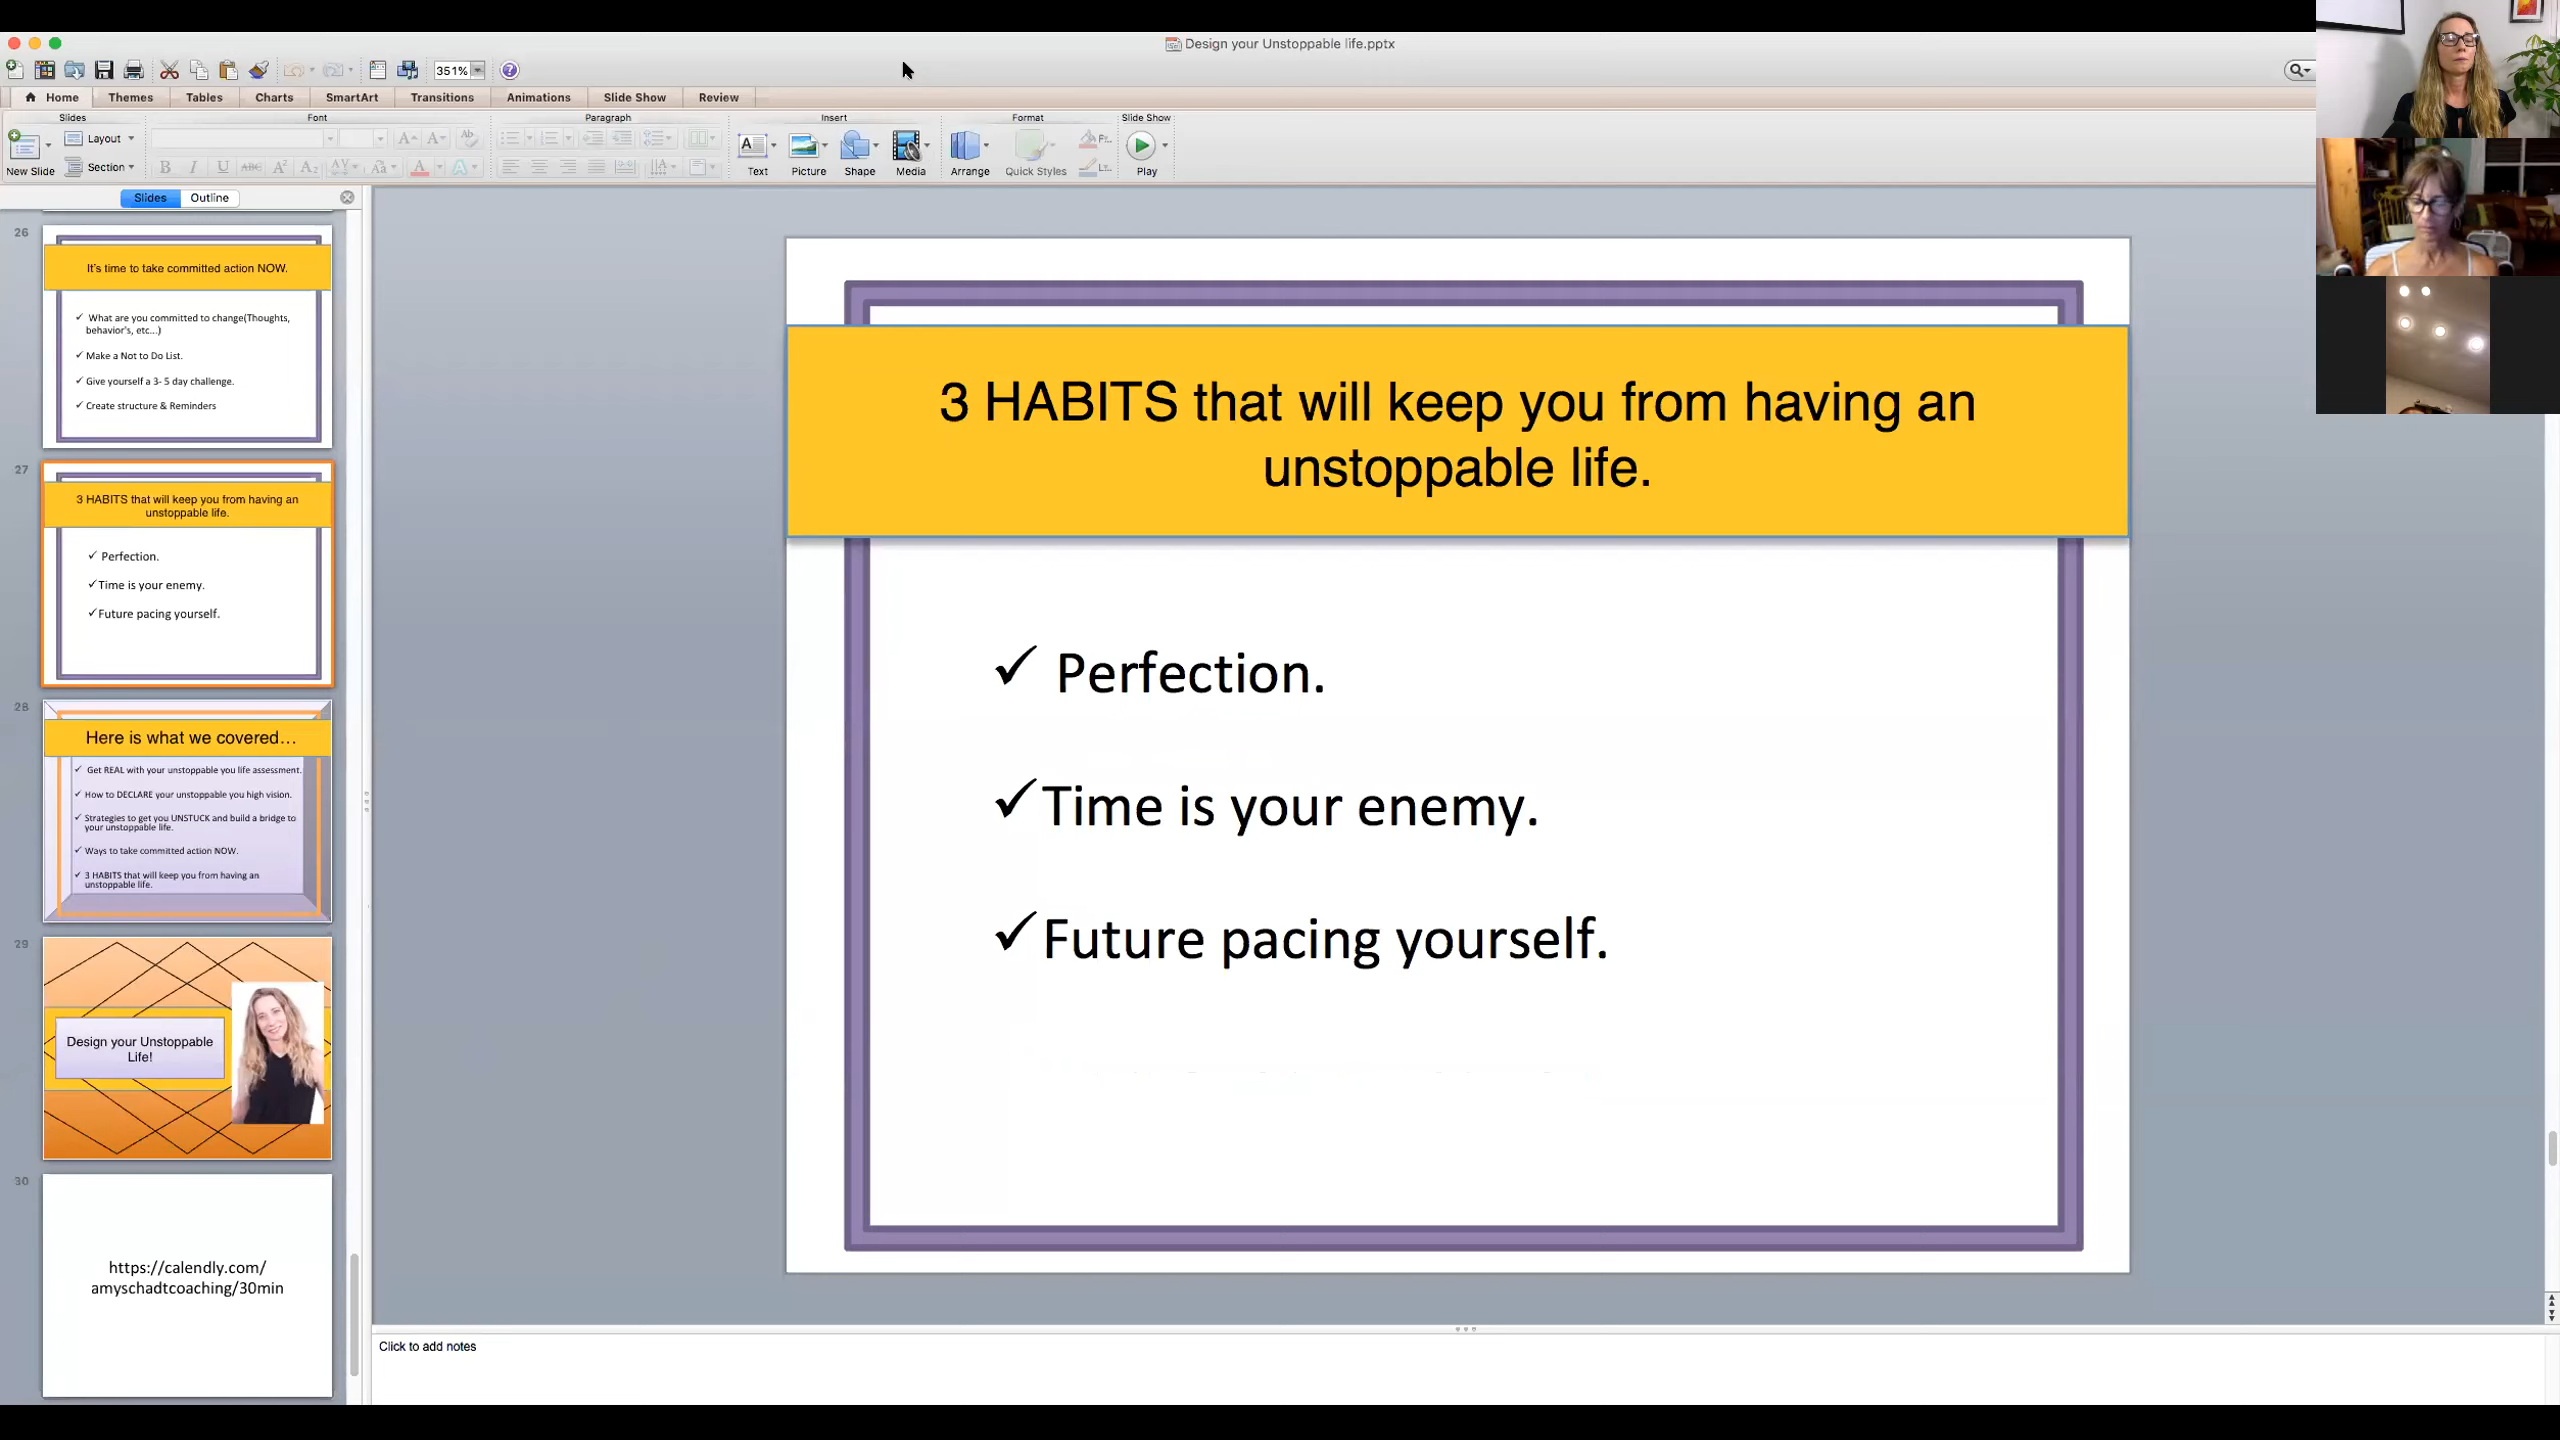 Design your Unstoppable life.pptx
351%
Home
Themes
Tables
Charts
SmartArt
Transitions
Animations
Slide Show
Review
Slides
Font
Paragraph
Insert
Format
Slide Show
New Slide
Layout
Section
B I U ABC A² A₂ AV Aa A A
Text
Picture
Shape
Media
Arrange
Quick Styles
Play
Slides
Outline
26
It's time to take committed action NOW.
✓ What are you committed to change(Thoughts,
behavior's, etc...)
✓ Make a Not to Do List.
✓ Give yourself a 3- 5 day challenge.
✓ Create structure & Reminders
27
3 HABITS that will keep you from having an
unstoppable life.
✓ Perfection.
✓Time is your enemy.
✓Future pacing yourself.
28
Here is what we covered…
✓ Get REAL with your unstoppable you life assessment.
✓ How to DECLARE your unstoppable you high vision.
✓ Strategies to get you UNSTUCK and build a bridge to
your unstoppable life.
✓ Ways to take committed action NOW.
✓ 3 HABITS that will keep you from having an
unstoppable life.
29
Design your Unstoppable
Life!
30
https://calendly.com/
amyschadtcoaching/30min
3 HABITS that will keep you from having an
unstoppable life.
✓ Perfection.
✓Time is your enemy.
✓Future pacing yourself.
Click to add notes